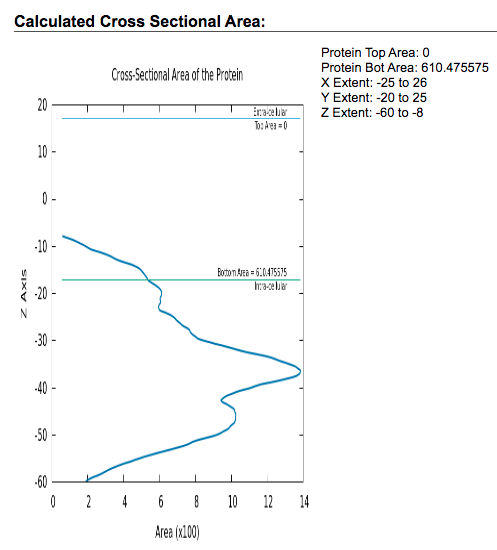 Calculated Cross Sectional Area:
Protein Top Area: 0
Protein Bot Area: 610.475575
X Extent: -25 to 26
Y Extent: -20 to 25
Z Extent: -60 to -8
Cross-Sectional Area of the Protein
20
Extra-cellular
Top Area = 0
10
0
-10
Bottom Area = 610.475575
Intra-cellular
-20
-30
-40
-50
-60
Z Axis
0 2 4 6 8 10 12 14
Area (x100)